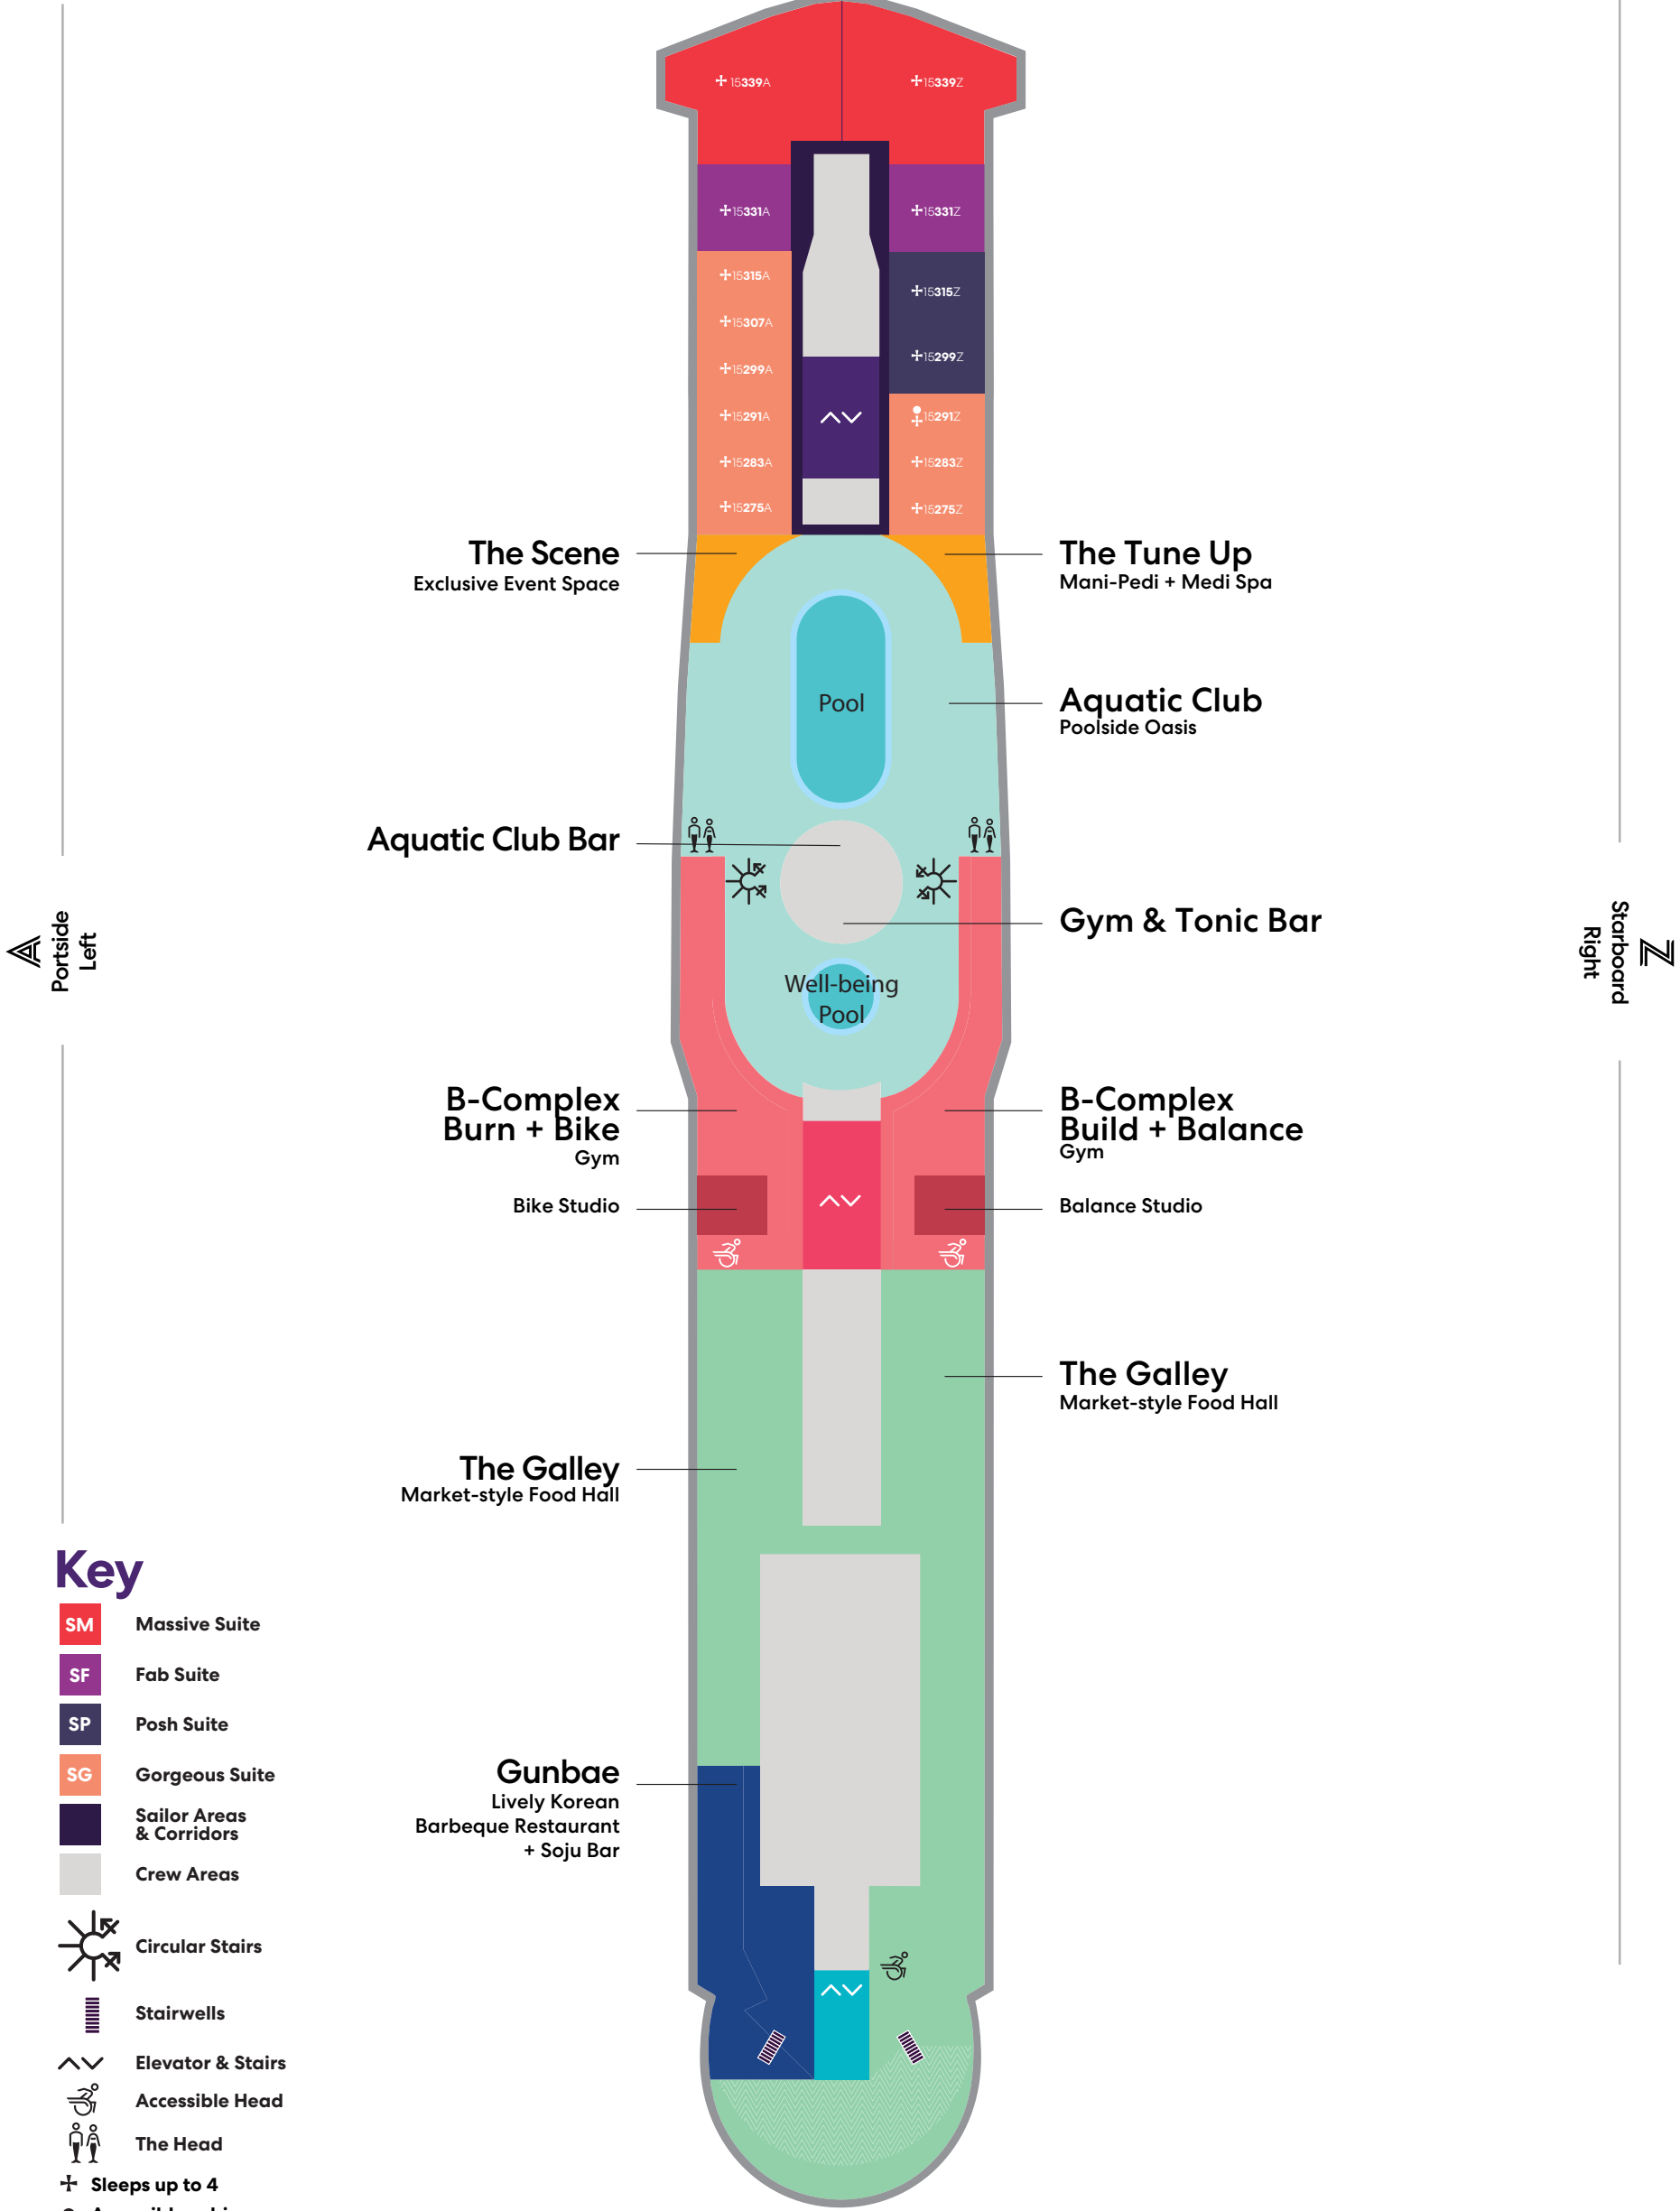 15339A
15339Z
15331A
15331Z
15315A
15315Z
15307A
15299A
15299Z
15291A
15291Z
15283A
15283Z
15275A
15275Z
The Scene
Exclusive Event Space
The Tune Up
Mani-Pedi + Medi Spa
Pool
Aquatic Club
Poolside Oasis
Aquatic Club Bar
Gym & Tonic Bar
A
Portside
Left
Starboard
Right
Z
Well-being
Pool
B-Complex
Burn + Bike
Gym
B-Complex
Build + Balance
Gym
Bike Studio
Balance Studio
The Galley
Market-style Food Hall
The Galley
Market-style Food Hall
Gunbae
Lively Korean
Barbeque Restaurant
+ Soju Bar
Key
SM Massive Suite
SF Fab Suite
SP Posh Suite
SG Gorgeous Suite
Sailor Areas
& Corridors
Crew Areas
Circular Stairs
Stairwells
Elevator & Stairs
Accessible Head
The Head
Sleeps up to 4